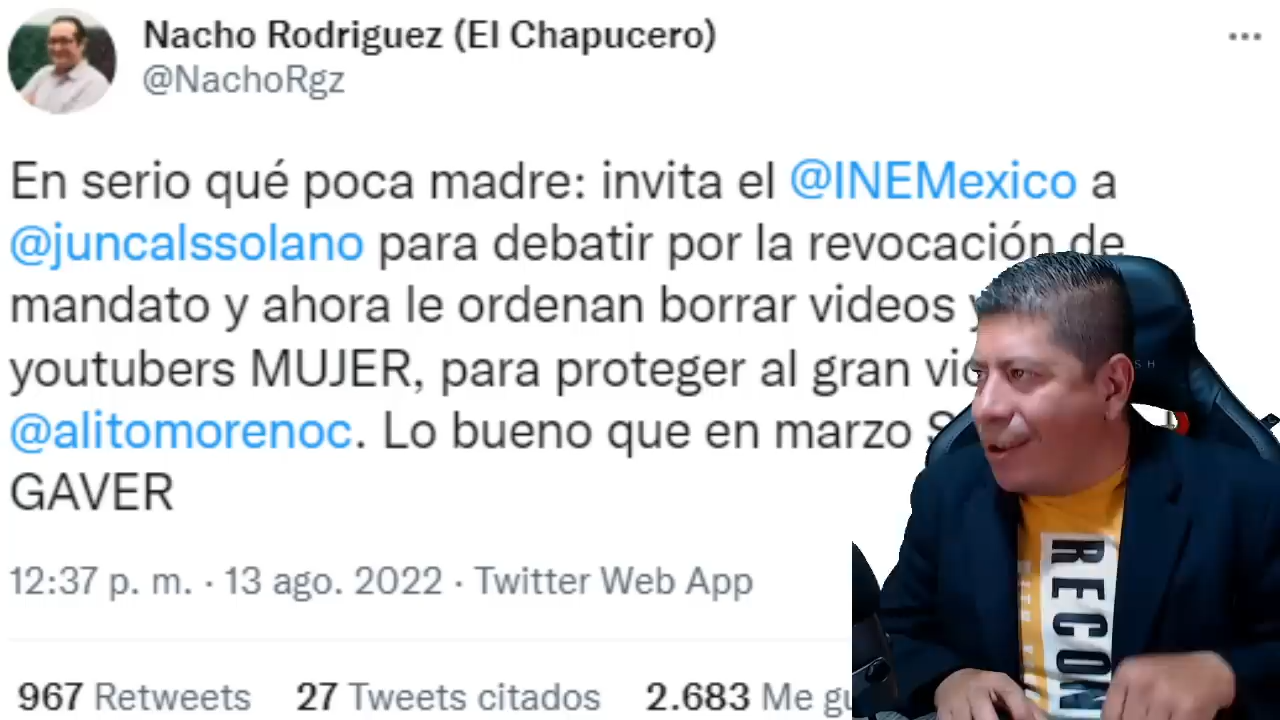 Nacho Rodriguez (El Chapucero)
@NachoRgz
En serio qué poca madre: invita el @INEMexico a
@juncalssolano para debatir por la revocación de
mandato y ahora le ordenan borrar videos
youtubers MUJER, para proteger al gran
@alitomorenoc. Lo bueno que en marzo
GAVER
12:37 p. m. · 13 ago. 2022 · Twitter Web App
967 Retweets 27 Tweets citados 2.683 Me
RECON